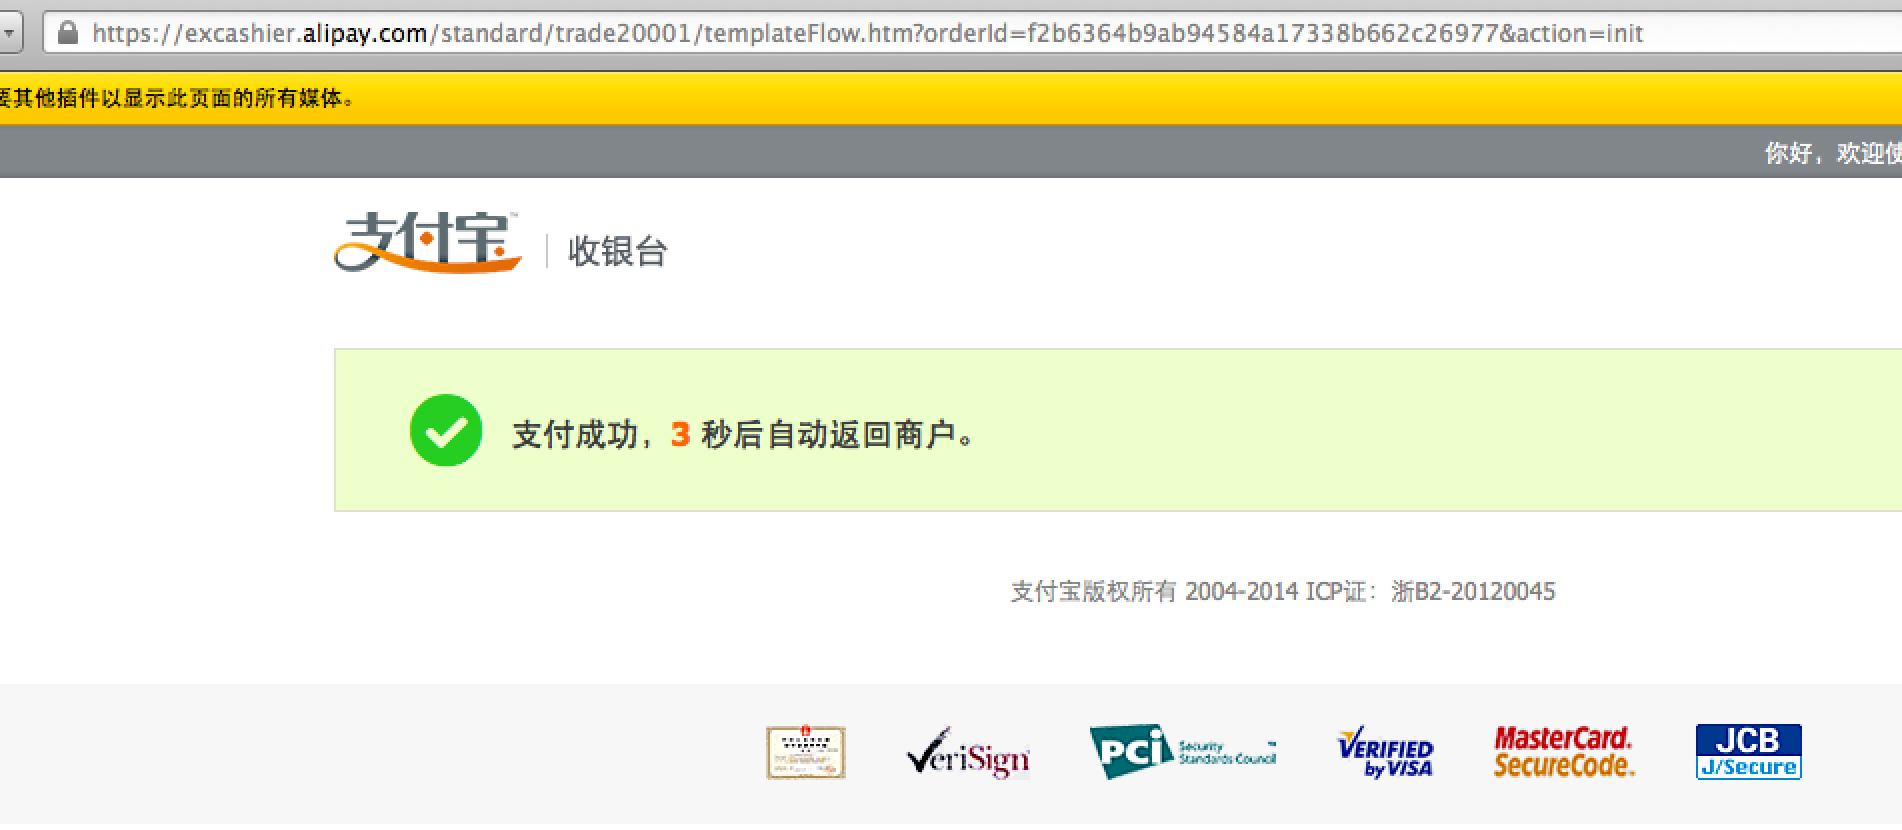 https://excashier.alipay.com/standard/trade20001/templateFlow.htm?orderId=f2b6364b9ab94584a17338b662c26977&action=init
要其他插件以显示此页面的所有媒体。
你好，欢迎使
支付宝™ 收银台
支付成功，3 秒后自动返回商户。
支付宝版权所有 2004-2014 ICP证：浙B2-20120045
VeriSign PCi Security Standards Council™ VERIFIED by VISA MasterCard. SecureCode. JCB J/Secure